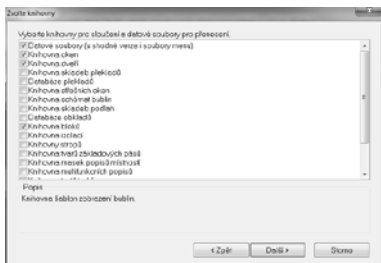 Zvolte knihovny
Vyberte knihovny pro sloučení a datové soubory pro přenesení.
Datové soubory (s shodné verze i soubory menu)
Knihovna oken
Knihovna dveří
Knihovna skladeb překladů
Databáze překladů
Knihovna střešních oken
Knihovna schémat bublin
Knihovna skladeb podlah
Databáze obkladů
Knihovna bloků
Knihovna izolací
Knihovny stropů
Knihovna tvarů základových pásů
Knihovna masek popisů místností
Knihovna multifunkčních popisů
Popis
Knihovna šablon zobrazení bublin.
< Zpět
Další >
Storno